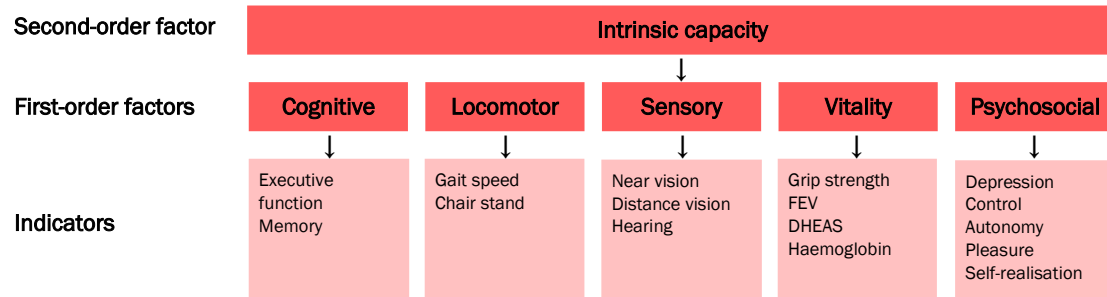 Second-order factor
Intrinsic capacity
First-order factors
Cognitive
Locomotor
Sensory
Vitality
Psychosocial
Indicators
Executive
function
Memory
Gait speed
Chair stand
Near vision
Distance vision
Hearing
Grip strength
FEV
DHEAS
Haemoglobin
Depression
Control
Autonomy
Pleasure
Self-realisation